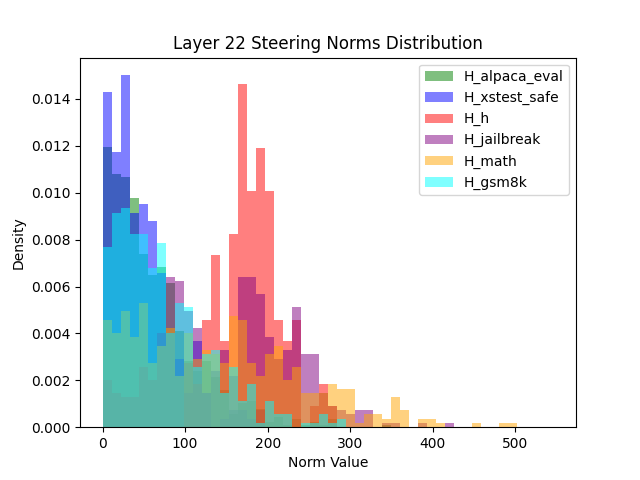 Layer 22 Steering Norms Distribution
H_alpaca_eval
H_xstest_safe
H_h
H_jailbreak
H_math
H_gsm8k
0.014
0.012
0.010
0.008
0.006
0.004
0.002
0.000
Density
0 100 200 300 400 500
Norm Value